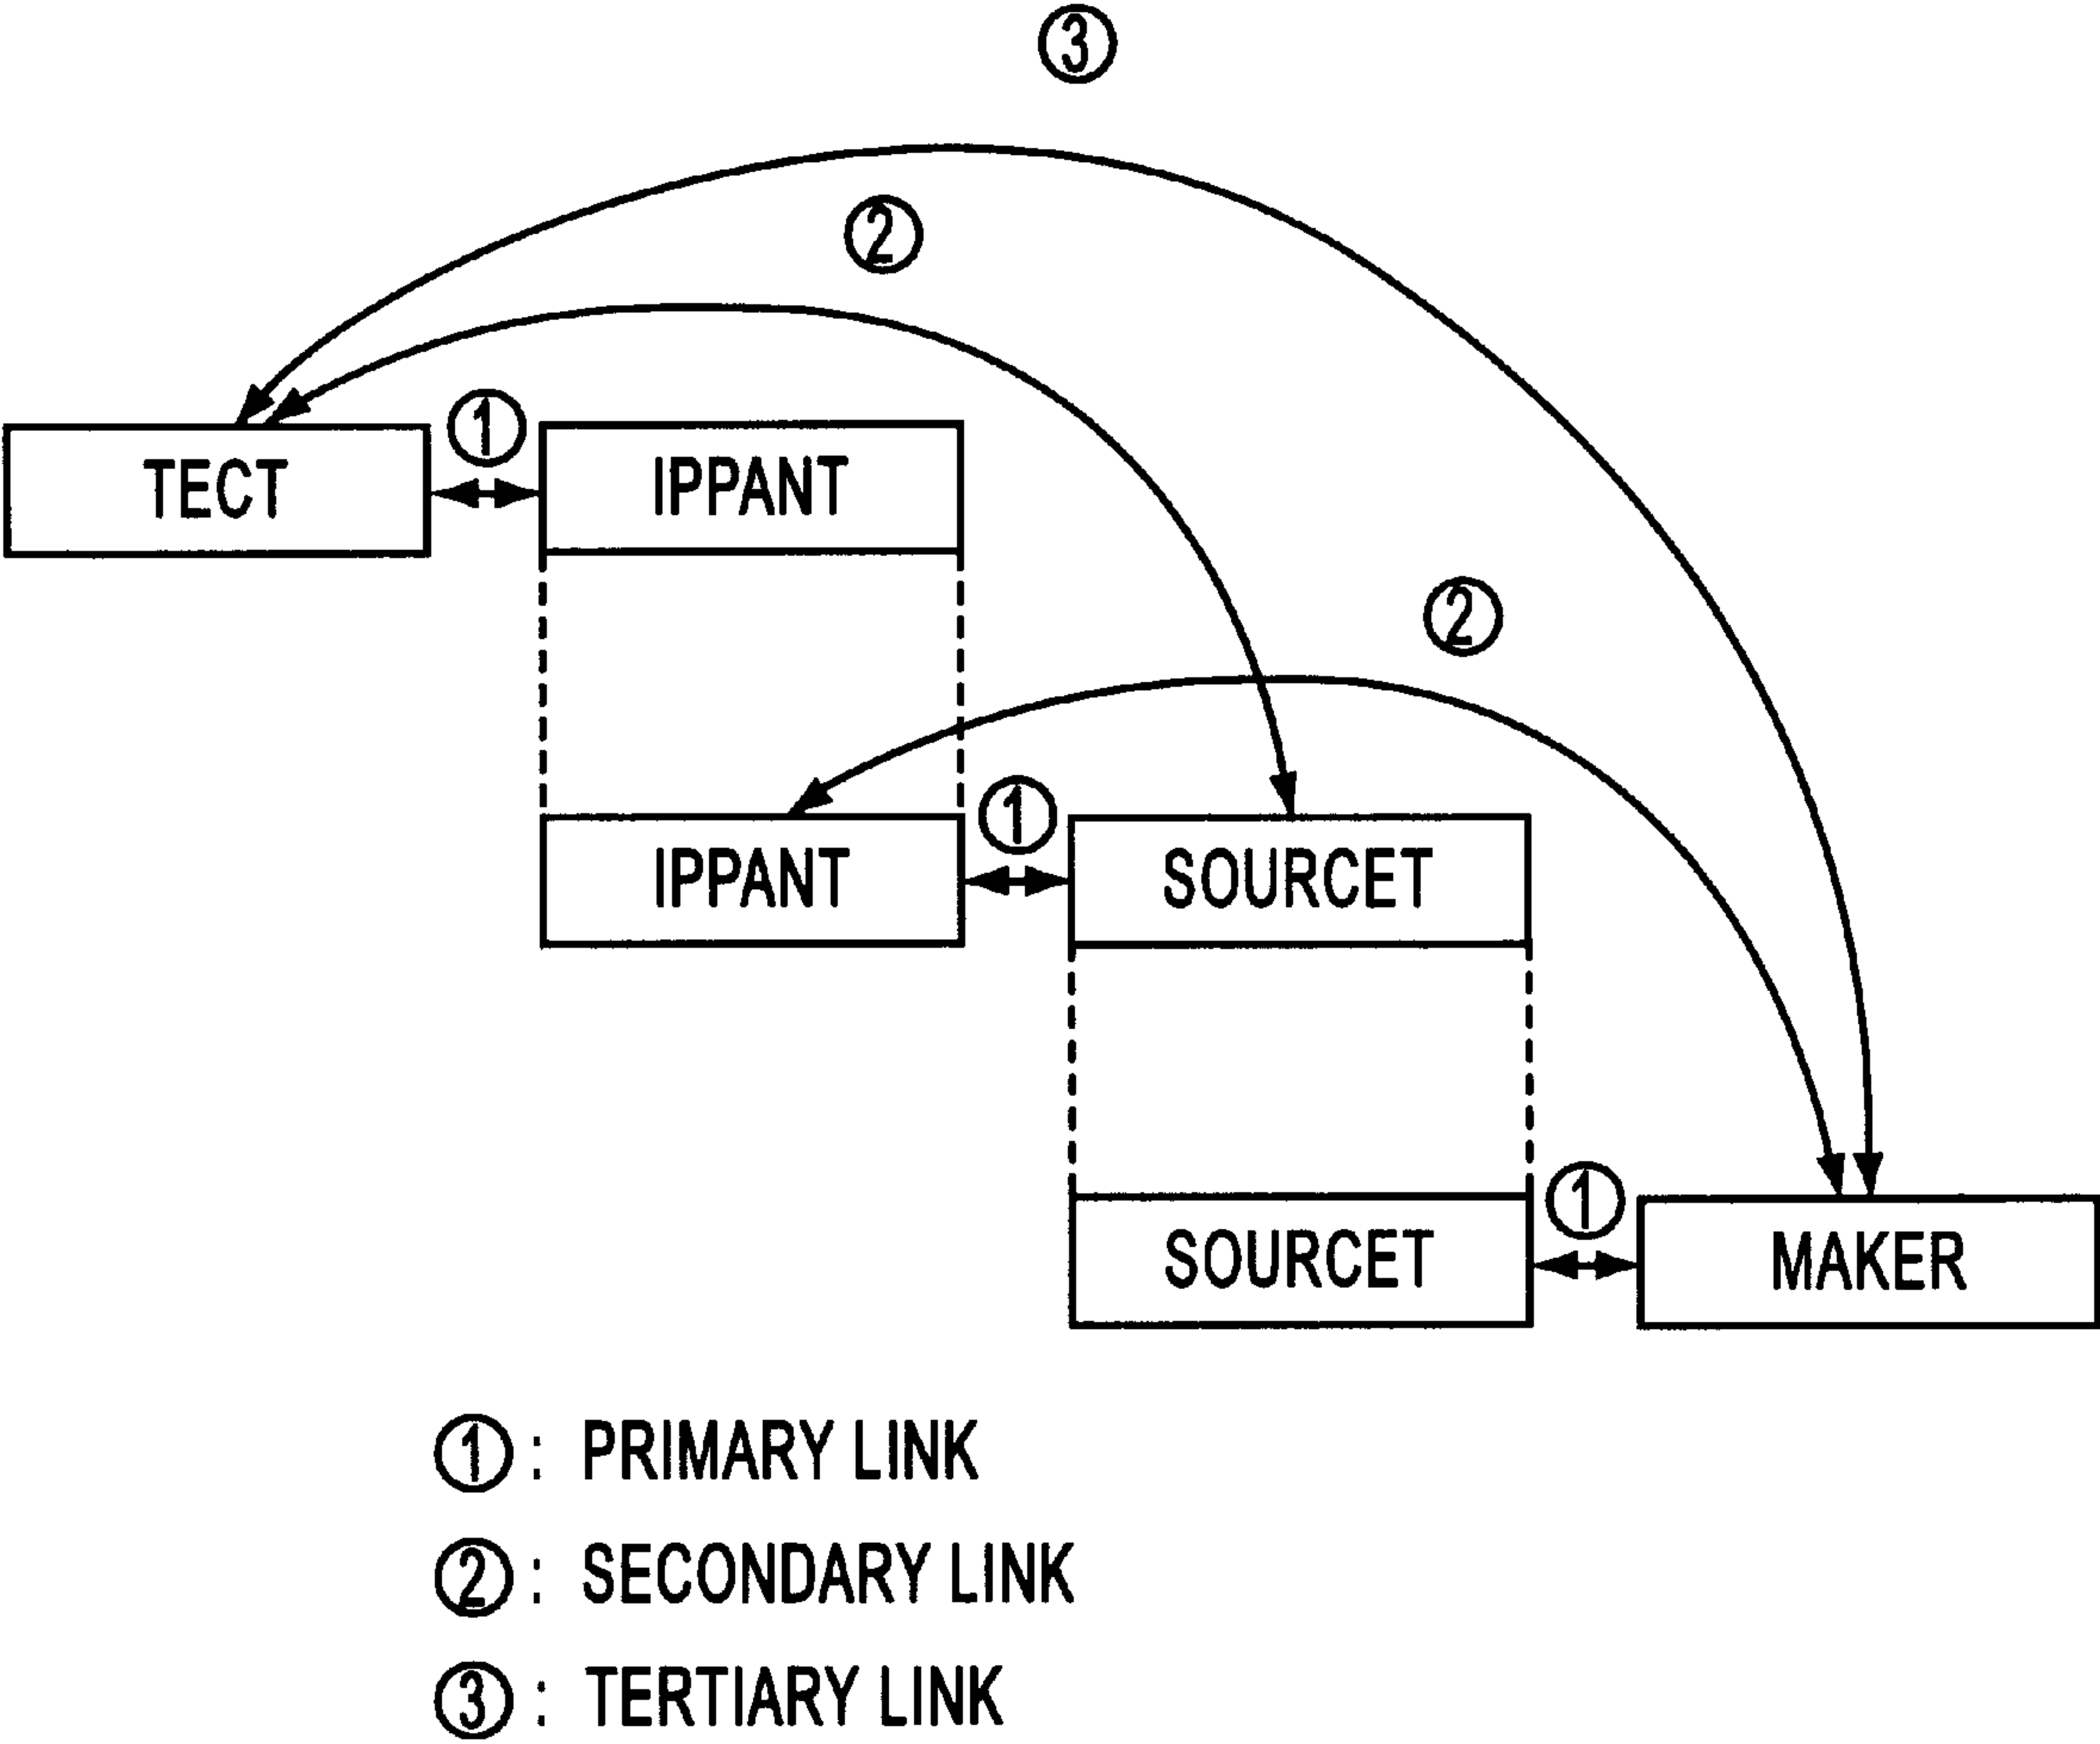 ③
②
①
TECT
IPPANT
②
①
IPPANT
SOURCET
①
SOURCET
MAKER
①: PRIMARY LINK
②: SECONDARY LINK
③: TERTIARY LINK